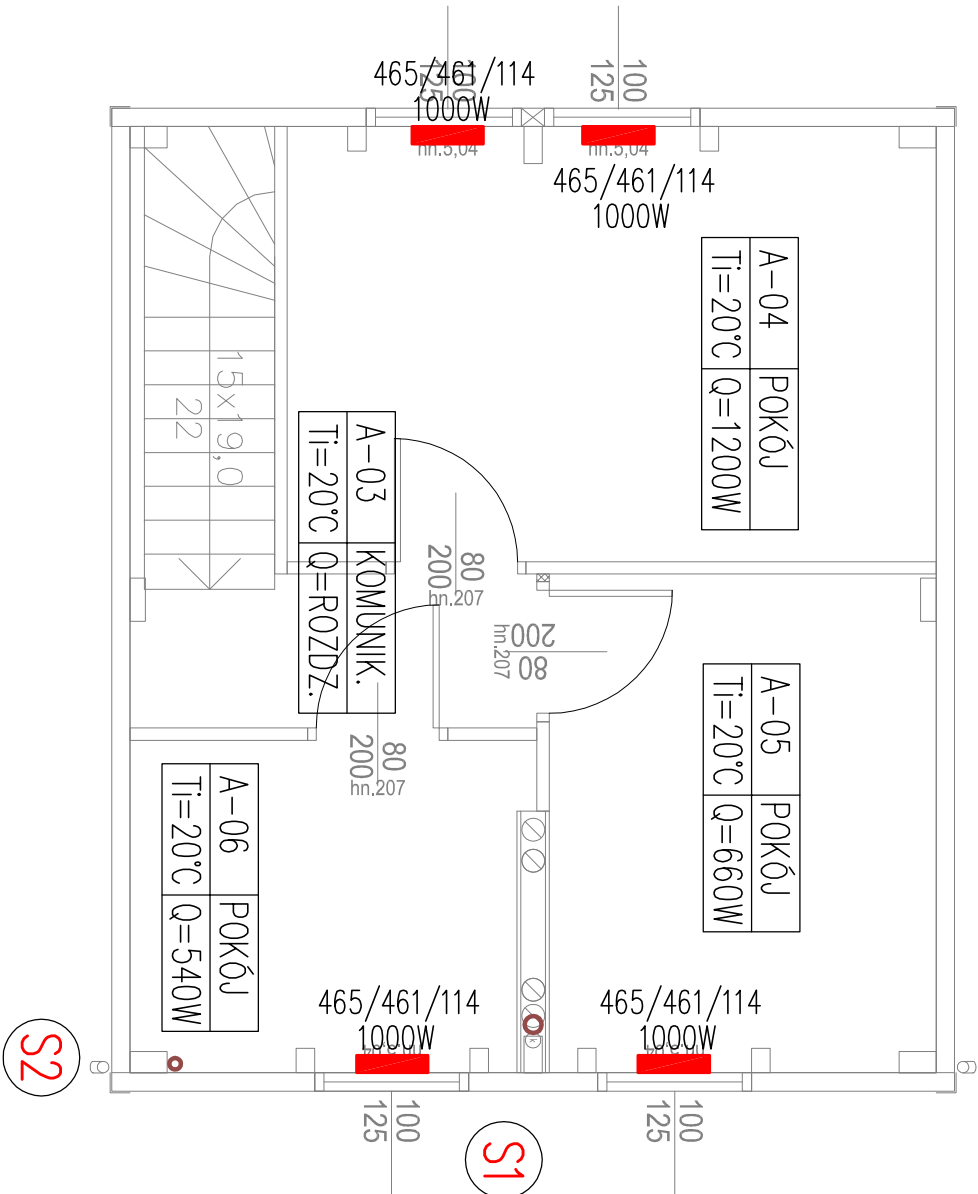 465/461/114
1000W
100
125
100
125
hn.5,04
hn.5,04
465/461/114
1000W
A-04 POKÓJ
Ti=20°C Q=1200W
15x19,0
22
A-03 KOMUNIK.
Ti=20°C Q=ROZDZ.
80
200
hn.207
80
200
hn.207
80
200
hn.207
A-05 POKÓJ
Ti=20°C Q=660W
A-06 POKÓJ
Ti=20°C Q=540W
465/461/114
1000W
465/461/114
1000W
k
S2
100
125
100
125
S1